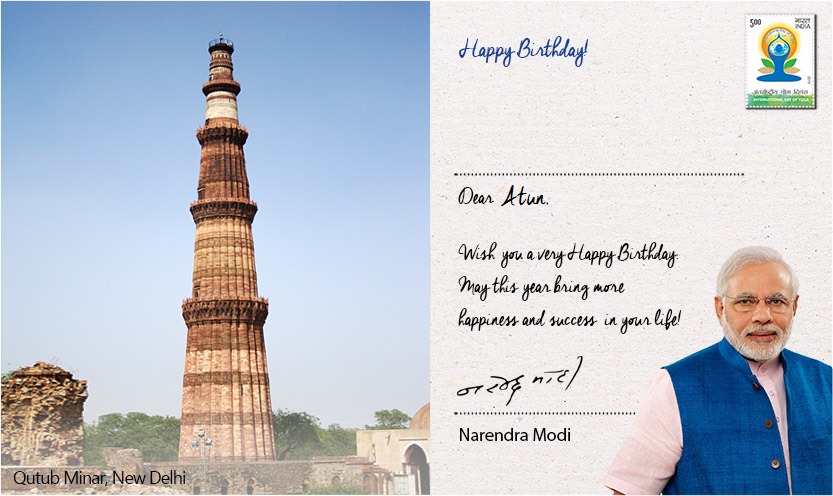 Happy Birthday!
5.00
भारत
INDIA
अंतर्राष्ट्रीय योग दिवस
INTERNATIONAL DAY OF YOGA
Dear Atun,
Wish you a very Happy Birthday.
May this year bring more
happiness and success in your life!
नरेन्द्र मोदी
Narendra Modi
Qutub Minar, New Delhi